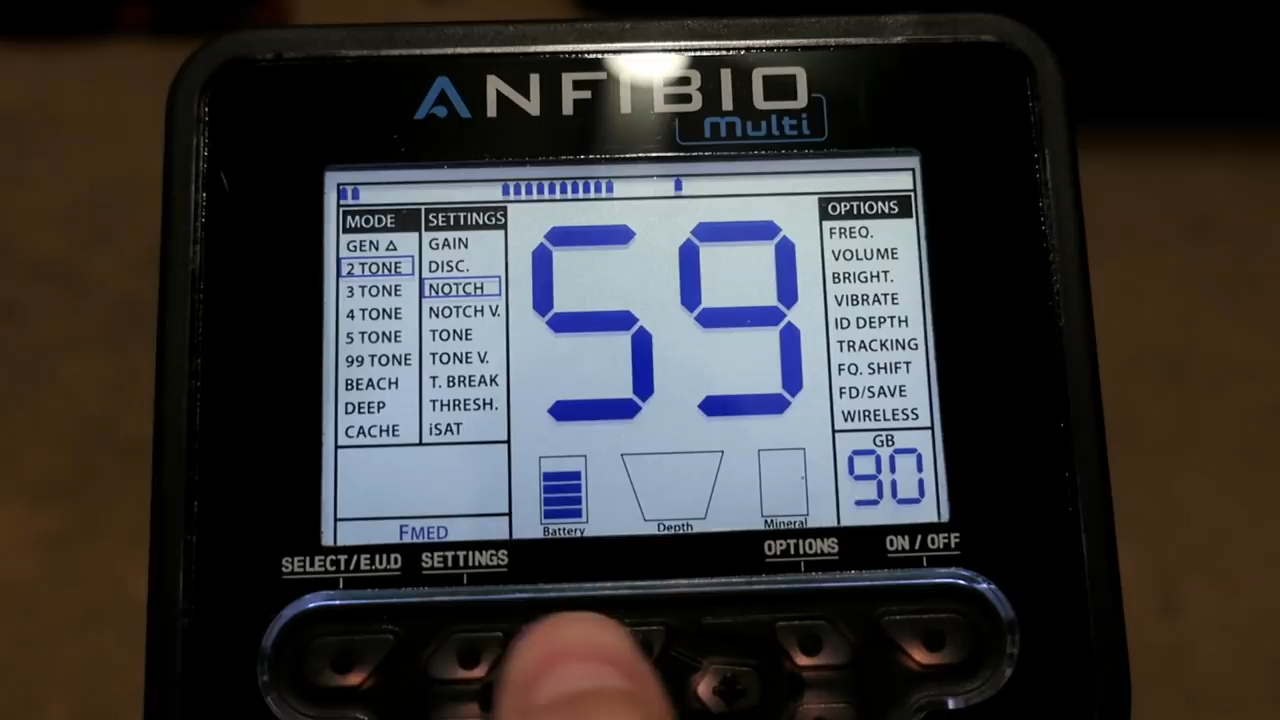 ANFIBIO
Multi
MODE
GEN
2 TONE
3 TONE
4 TONE
5 TONE
99 TONE
BEACH
DEEP
CACHE
SETTINGS
GAIN
DISC.
NOTCH
NOTCH V.
TONE
TONE V.
T. BREAK
THRESH.
iSAT
59
OPTIONS
FREQ.
VOLUME
BRIGHT.
VIBRATE
ID DEPTH
TRACKING
FQ. SHIFT
FD/SAVE
WIRELESS
GB
90
Battery
Depth
Mineral
FMED
SELECT/E.U.D
SETTINGS
OPTIONS
ON / OFF